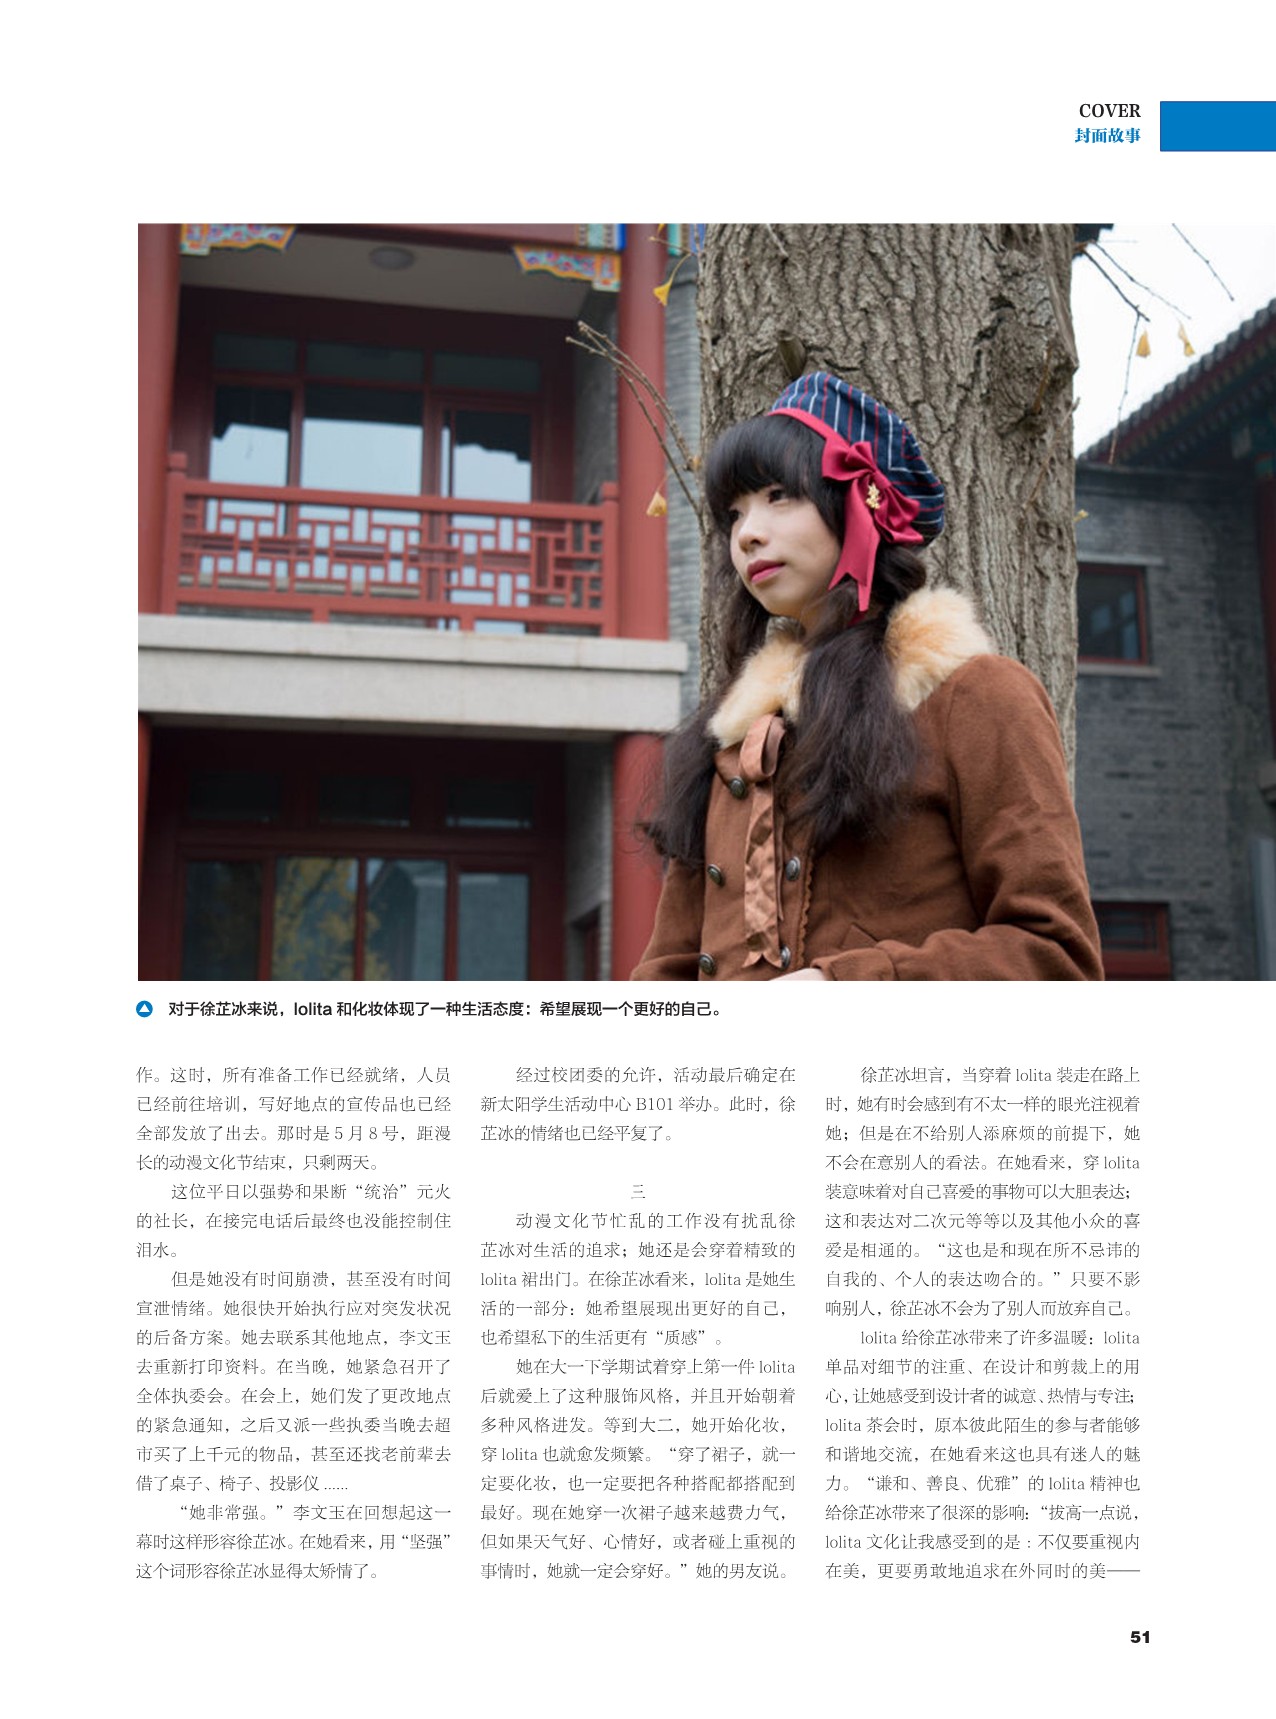 COVER
封面故事
对于徐芷冰来说，lolita 和化妆体现了一种生活态度：希望展现一个更好的自己。
作。这时，所有准备工作已经就绪，人员
已经前往培训，写好地点的宣传品也已经
全部发放了出去。那时是 5 月 8 号，距漫
长的动漫文化节结束，只剩两天。
这位平日以强势和果断“统治”元火
的社长，在接完电话后最终也没能控制住
泪水。
但是她没有时间崩溃，甚至没有时间
宣泄情绪。她很快开始执行应对突发状况
的后备方案。她去联系其他地点，李文玉
去重新打印资料。在当晚，她紧急召开了
全体执委会。在会上，她们发了更改地点
的紧急通知，之后又派一些执委当晚去超
市买了上千元的物品，甚至还找老前辈去
借了桌子、椅子、投影仪 ......
“她非常强。”李文玉在回想起这一
幕时这样形容徐芷冰。在她看来，用“坚强”
这个词形容徐芷冰显得太矫情了。
经过校团委的允许，活动最后确定在
新太阳学生活动中心 B101 举办。此时，徐
芷冰的情绪也已经平复了。
三
动漫文化节忙乱的工作没有扰乱徐
芷冰对生活的追求；她还是会穿着精致的
lolita 裙出门。在徐芷冰看来，lolita 是她生
活的一部分：她希望展现出更好的自己，
也希望私下的生活更有“质感”。
她在大一下学期试着穿上第一件 lolita
后就爱上了这种服饰风格，并且开始朝着
多种风格进发。等到大二，她开始化妆，
穿 lolita 也就愈发频繁。“穿了裙子，就一
定要化妆，也一定要把各种搭配都搭配到
最好。现在她穿一次裙子越来越费力气，
但如果天气好、心情好，或者碰上重视的
事情时，她就一定会穿好。”她的男友说。
徐芷冰坦言，当穿着 lolita 装走在路上
时，她有时会感到有不太一样的眼光注视着
她；但是在不给别人添麻烦的前提下，她
不会在意别人的看法。在她看来，穿 lolita
装意味着对自己喜爱的事物可以大胆表达；
这和表达对二次元等等以及其他小众的喜
爱是相通的。“这也是和现在所不忌讳的
自我的、个人的表达吻合的。”只要不影
响别人，徐芷冰不会为了别人而放弃自己。
lolita 给徐芷冰带来了许多温暖：lolita
单品对细节的注重、在设计和剪裁上的用
心，让她感受到设计者的诚意、热情与专注；
lolita 茶会时，原本彼此陌生的参与者能够
和谐地交流，在她看来这也具有迷人的魅
力。“谦和、善良、优雅”的 lolita 精神也
给徐芷冰带来了很深的影响：“拔高一点说，
lolita 文化让我感受到的是：不仅要重视内
在美，更要勇敢地追求在外同时的美——
51